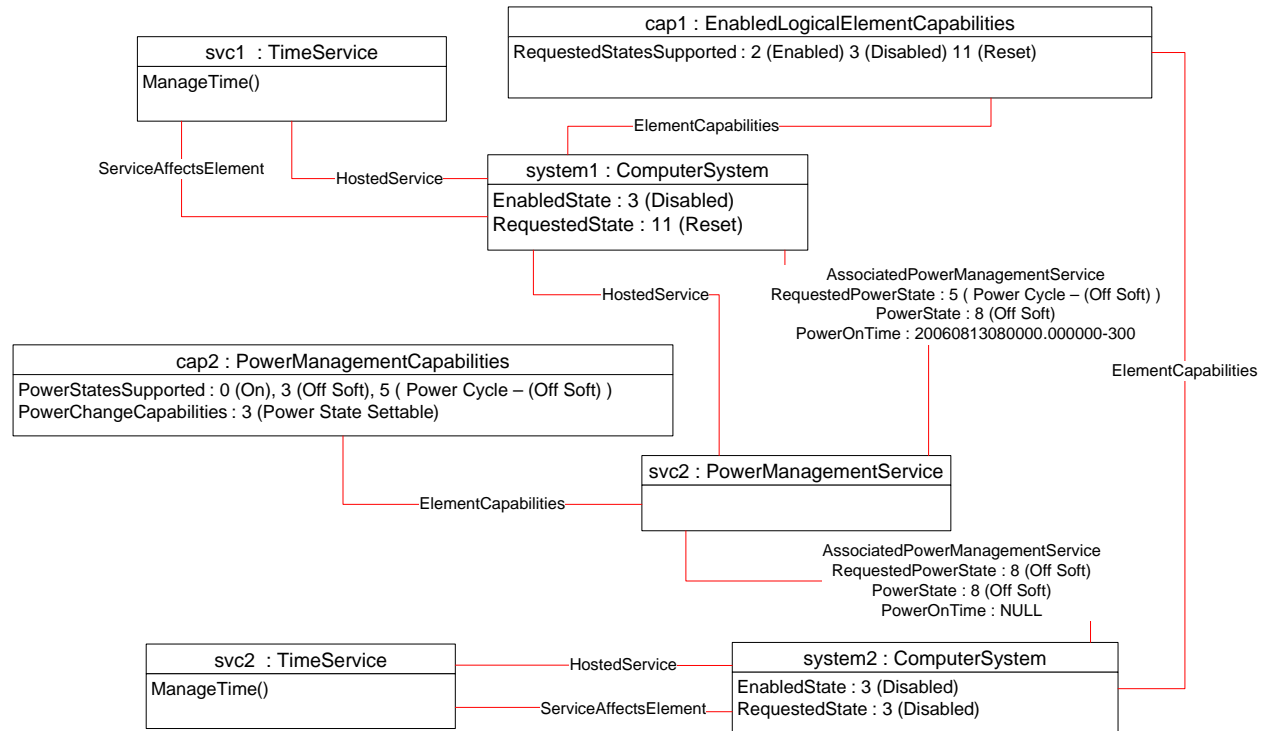 cap1 : EnabledLogicalElementCapabilities
RequestedStatesSupported : 2 (Enabled) 3 (Disabled) 11 (Reset)
svc1 : TimeService
ManageTime()
ElementCapabilities
ServiceAffectsElement
HostedService
system1 : ComputerSystem
EnabledState : 3 (Disabled)
RequestedState : 11 (Reset)
AssociatedPowerManagementService
RequestedPowerState : 5 ( Power Cycle – (Off Soft) )
PowerState : 8 (Off Soft)
PowerOnTime : 20060813080000.000000-300
HostedService
ElementCapabilities
cap2 : PowerManagementCapabilities
PowerStatesSupported : 0 (On), 3 (Off Soft), 5 ( Power Cycle – (Off Soft) )
PowerChangeCapabilities : 3 (Power State Settable)
svc2 : PowerManagementService
ElementCapabilities
AssociatedPowerManagementService
RequestedPowerState : 8 (Off Soft)
PowerState : 8 (Off Soft)
PowerOnTime : NULL
svc2 : TimeService
ManageTime()
HostedService
ServiceAffectsElement
system2 : ComputerSystem
EnabledState : 3 (Disabled)
RequestedState : 3 (Disabled)